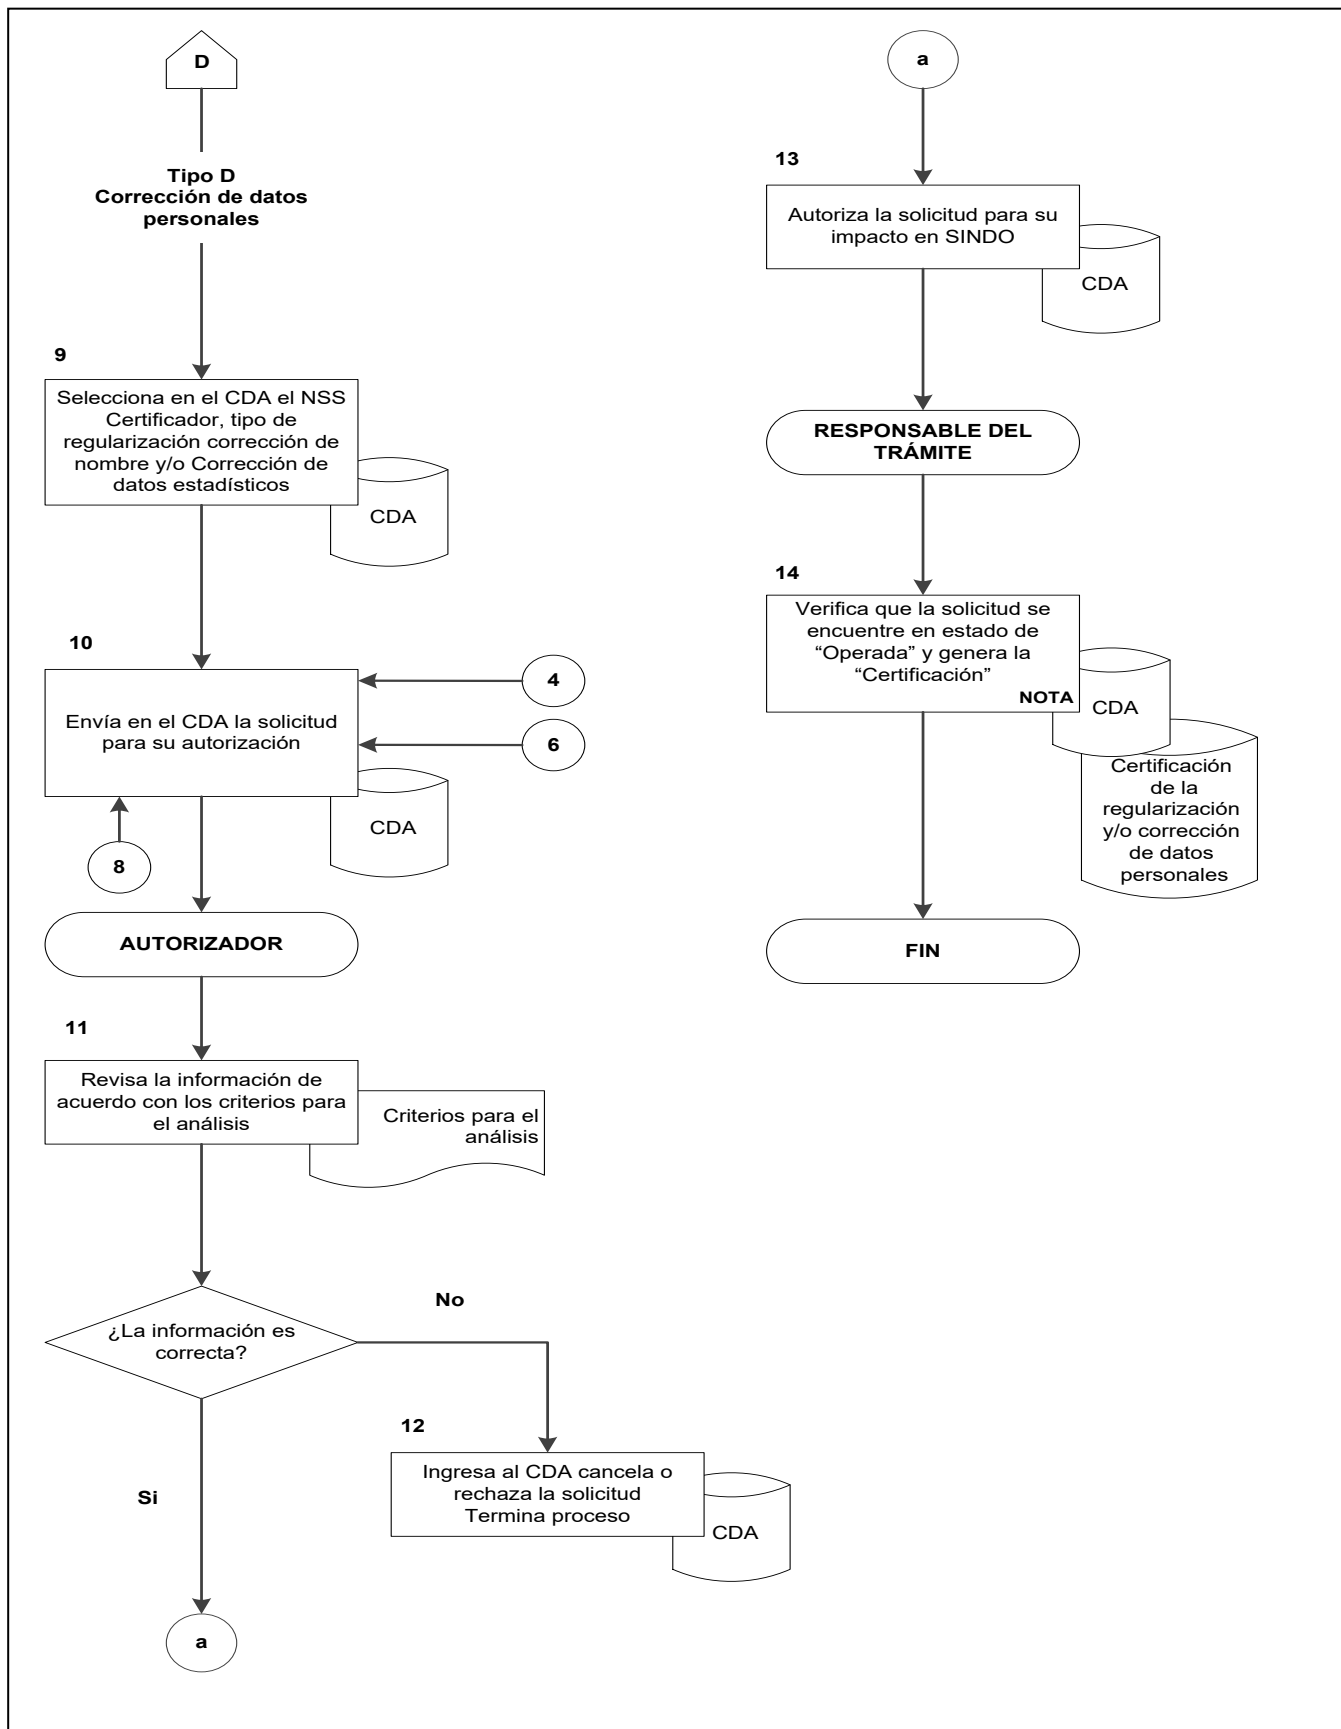 D
Tipo D
Corrección de datos
personales
9
Selecciona en el CDA el NSS
Certificador, tipo de
regularización corrección de
nombre y/o Corrección de
datos estadísticos
CDA
10
Envía en el CDA la solicitud
para su autorización
4
6
CDA
8
AUTORIZADOR
11
Revisa la información de
acuerdo con los criterios para
el análisis
Criterios para el
análisis
¿La información es
correcta?
No
12
Ingresa al CDA cancela o
rechaza la solicitud
Termina proceso
CDA
Si
a
a
13
Autoriza la solicitud para su
impacto en SINDO
CDA
RESPONSABLE DEL
TRÁMITE
14
Verifica que la solicitud se
encuentre en estado de
“Operada” y genera la
“Certificación”
NOTA
CDA
Certificación
de la
regularización
y/o corrección
de datos
personales
FIN